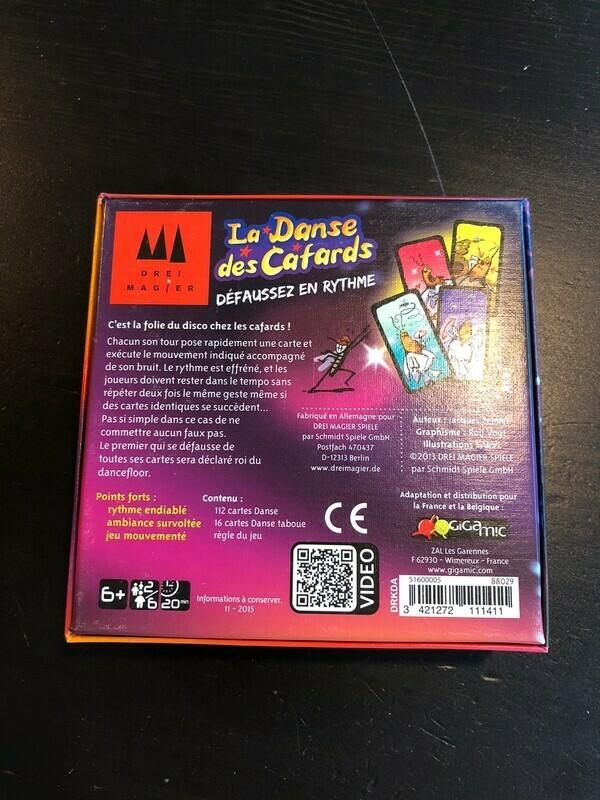 DREI
MAGIER
La Danse
des Cafards
DÉFAUSSEZ EN RYTHME
C'est la folie du disco chez les cafards !
Chacun son tour pose rapidement une carte et
exécute le mouvement indiqué accompagné
de son bruit. Le rythme est effréné, et les
joueurs doivent rester dans le tempo sans
répéter deux fois le même geste même si
des cartes identiques se succèdent...
Pas si simple dans ce cas de ne
commettre aucun faux pas.
Le premier qui se défausse de
toutes ses cartes sera déclaré roi du
dancefloor.
Fabriqué en Allemagne pour
DREI MAGIER SPIELE
par Schmidt Spiele GmbH
Postfach 470437
D-12313 Berlin
www.dreimagier.de
Auteur : Jacques Zeimet
Graphisme : Rolf Vogt
Illustrations :
©2013 DREI MAGIER SPIELE
par Schmidt Spiele GmbH
Points forts :
rythme endiablé
ambiance survoltée
jeu mouvementé
Contenu :
112 cartes Danse
16 cartes Danse taboue
règle du jeu
CE
Adaptation et distribution pour
la France et la Belgique :
GiGamic
ZAL Les Garennes
F 62930 - Wimereux - France
www.gigamic.com
6+
2
6
20min
Informations à conserver.
11 - 2015
VIDEO
DRKDA
51600005 88029
3 421272 111411